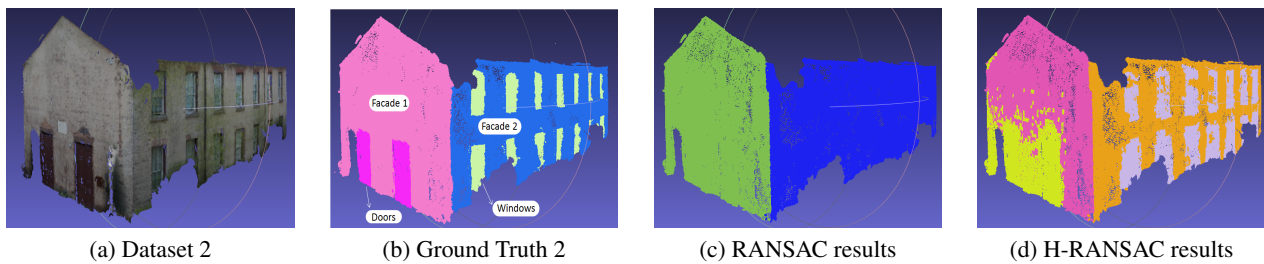 Facade 1
Facade 2
Doors
Windows
(a) Dataset 2
(b) Ground Truth 2
(c) RANSAC results
(d) H-RANSAC results